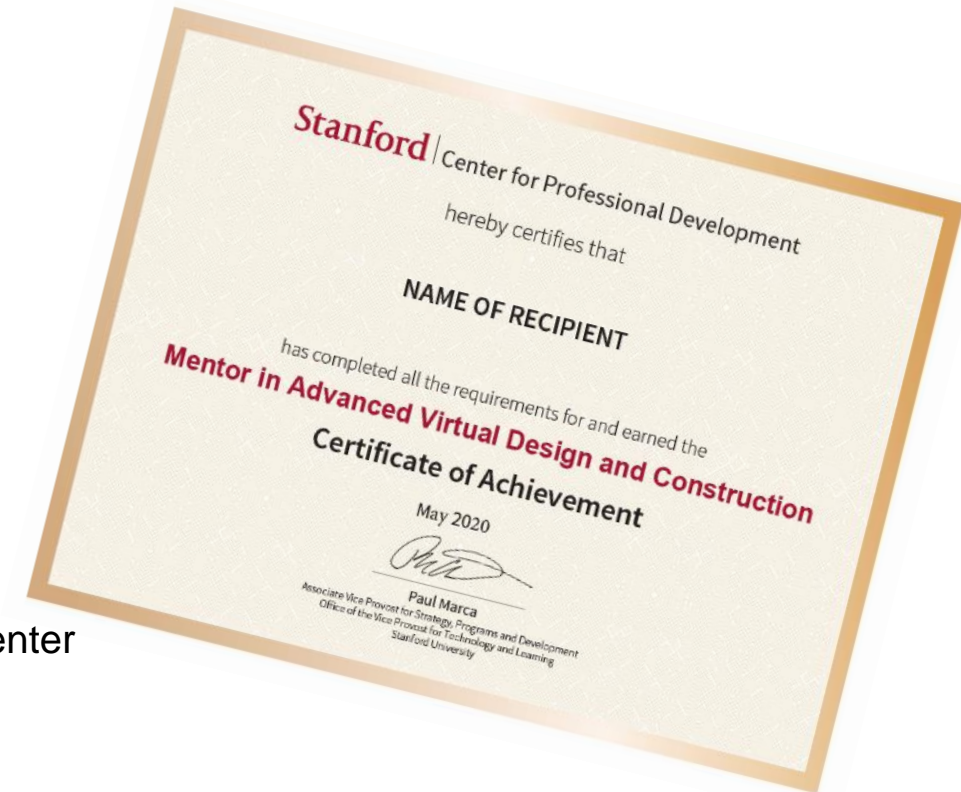 Stanford | Center for Professional Development
hereby certifies that
NAME OF RECIPIENT
has completed all the requirements for and earned the
Mentor in Advanced Virtual Design and Construction
Certificate of Achievement
May 2020
Paul Marca
Associate Vice Provost for Strategy, Programs and Development
Office of the Vice Provost for Technology and Learning
Stanford University
enter